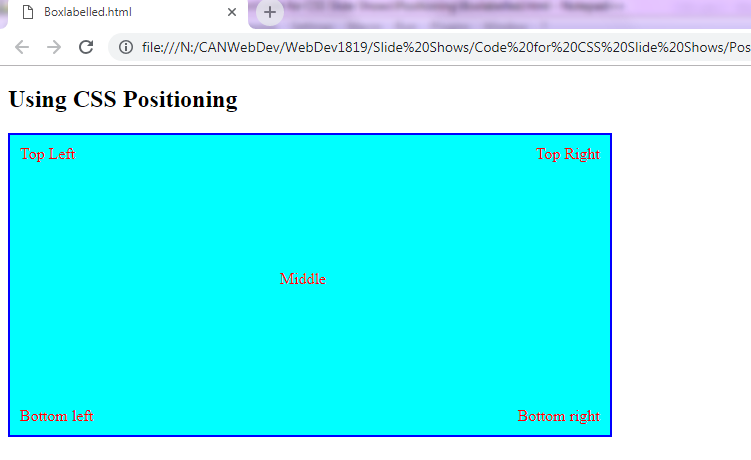 Boxlabelled.html
file:///N:/CANWebDev/WebDev1819/Slide%20Shows/Code%20for%20CSS%20Slide%20Shows/Pos
Using CSS Positioning
Top Left Top Right
Middle
Bottom left Bottom right